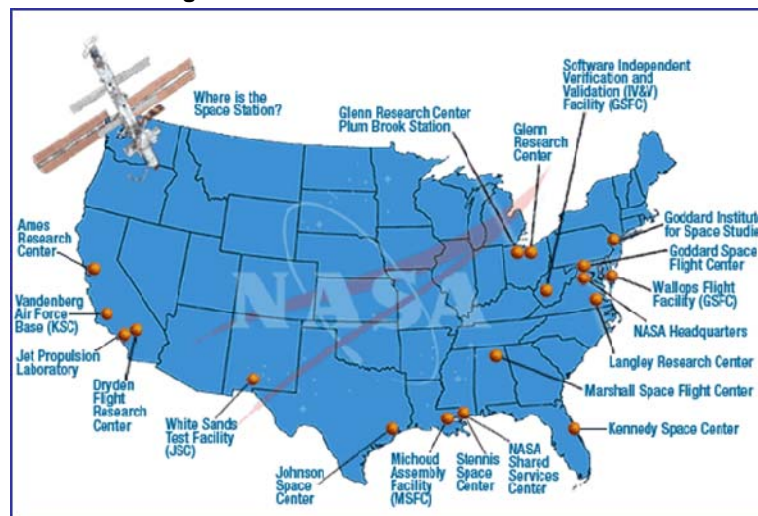 Where is the
Space Station?
Glenn Research Center
Plum Brook Station
Software Independent
Verification and
Validation (IV&V)
Facility (GSFC)
Glenn
Research
Center
Ames
Research
Center
Goddard Institute
for Space Studies
Goddard Space
Flight Center
Wallops Flight
Facility (GSFC)
NASA Headquarters
Langley Research Center
Marshall Space Flight Center
Kennedy Space Center
Vandenberg
Air Force
Base (KSC)
Jet Propulsion
Laboratory
Dryden
Flight
Research
Center
White Sands
Test Facility
(JSC)
Johnson
Space
Center
Michoud
Assembly
Facility
(MSFC)
Stennis
Space
Center
NASA
Shared
Services
Center
NASA